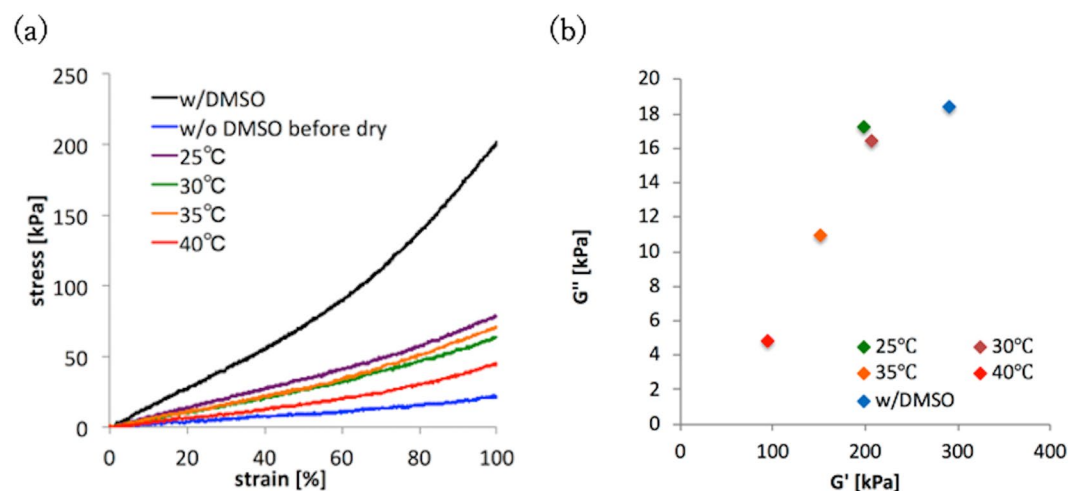 (a)
250
200
150
100
50
0
stress [kPa]
w/DMSO
w/o DMSO before dry
25℃
30℃
35℃
40℃
0 20 40 60 80 100
strain [%]
(b)
20
18
16
14
12
10
8
6
4
2
0
G'' [kPa]
25℃ 30℃
35℃ 40℃
w/DMSO
0 100 200 300 400
G' [kPa]